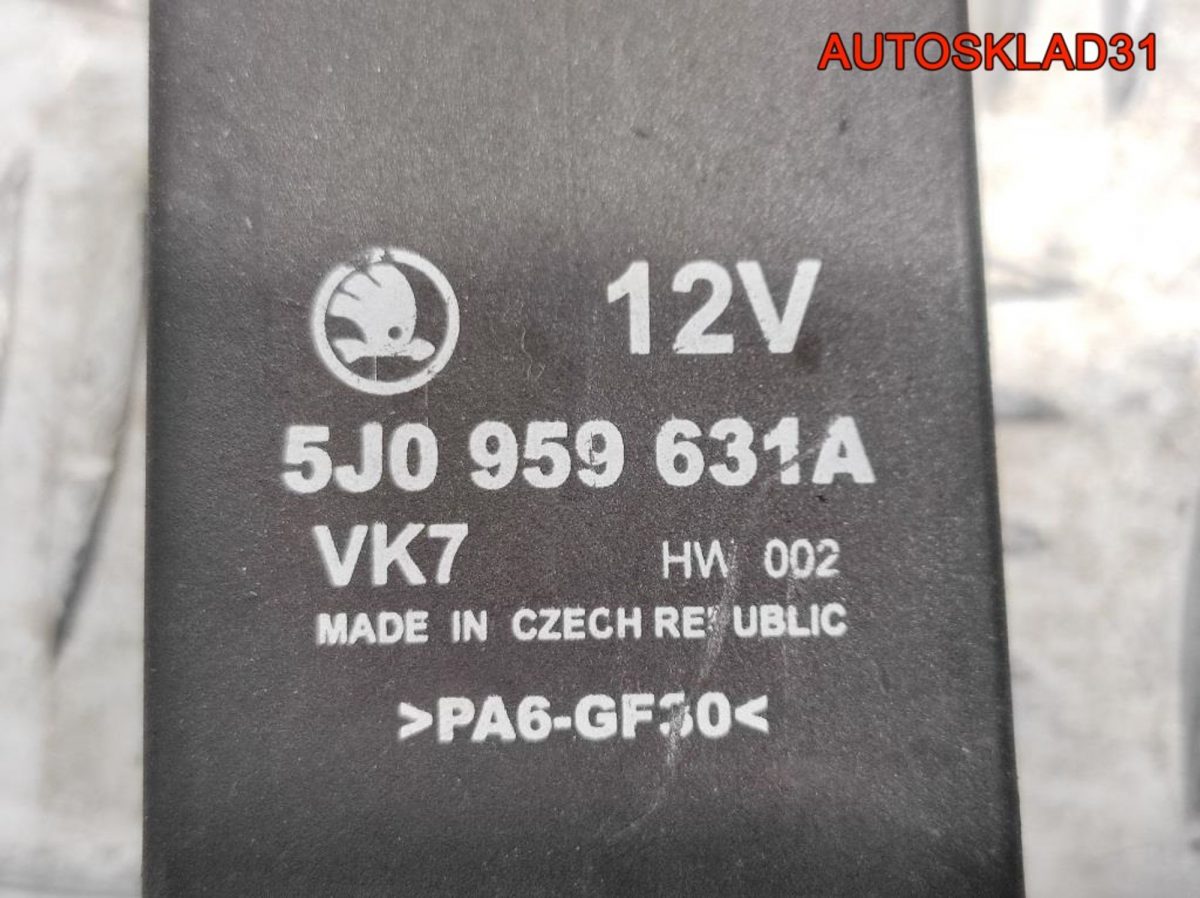 AUTOSKLAD31
12V
5J0 959 631A
VK7 HW 002
MADE IN CZECH REPUBLIC
>PA6-GF30<